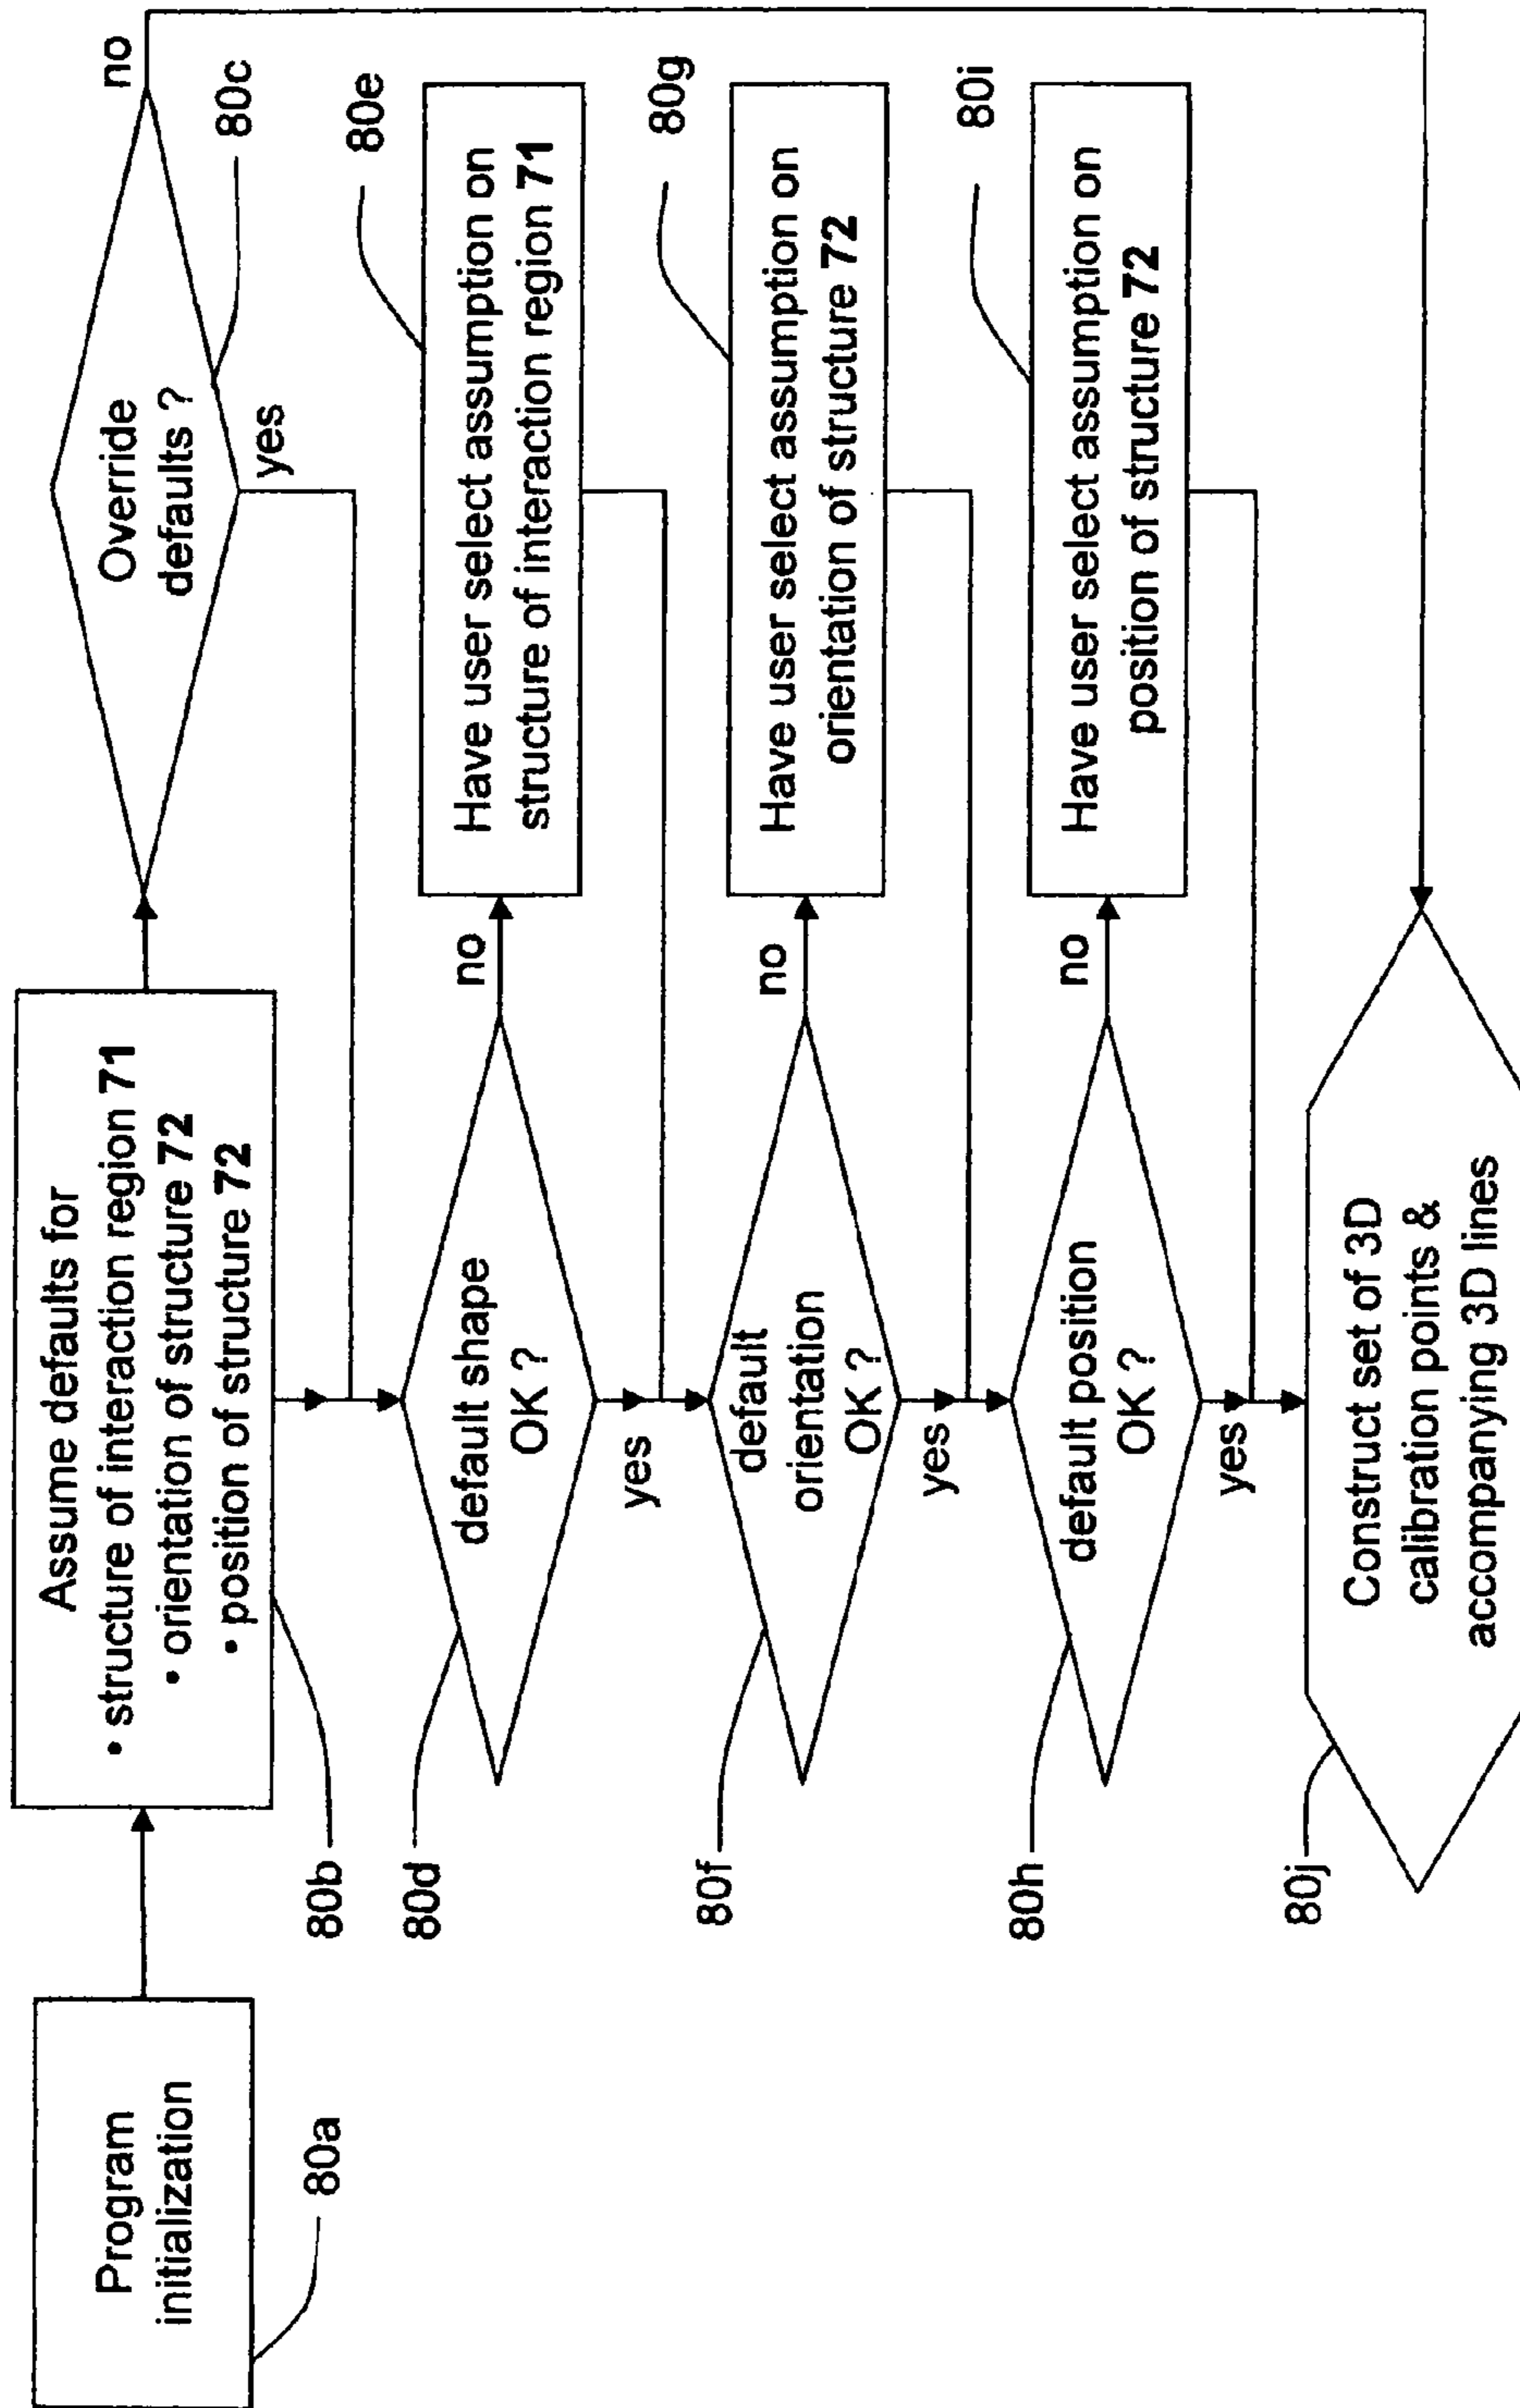 Program
initialization
80a
Assume defaults for
• structure of interaction region 71
• orientation of structure 72
• position of structure 72
80b
Override
defaults ?
no
80c
yes
80d
default shape
OK ?
no
80e
Have user select assumption on
structure of interaction region 71
yes
80f
default
orientation
OK ?
no
80g
Have user select assumption on
orientation of structure 72
yes
80h
default position
OK ?
no
80i
Have user select assumption on
position of structure 72
yes
80j
Construct set of 3D
calibration points &
accompanying 3D lines